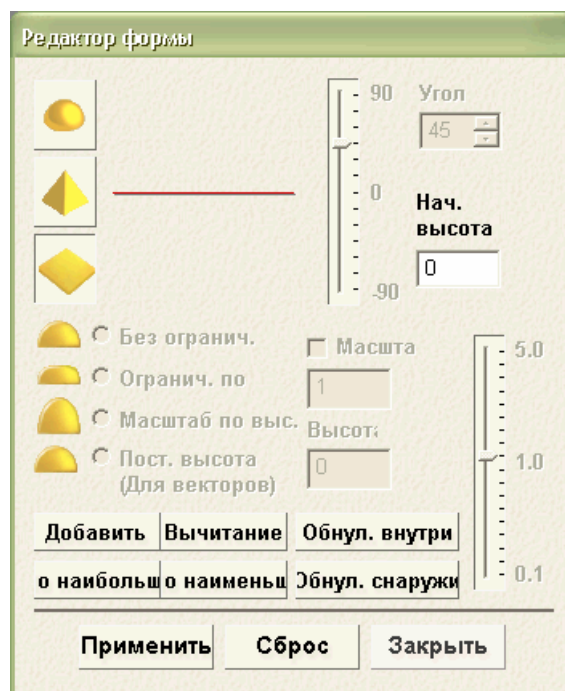 Редактор формы
90
Угол
45
0
Нач.
высота
0
-90
Без огранич.
Масшта
5.0
Огранич. по
1
Масштаб по выс.
Высота
Пост. высота
(Для векторов)
0
1.0
Добавить
Вычитание
Обнул. внутри
о наибольш
о наименьш
Обнул. снаружи
0.1
Применить
Сброс
Закрыть